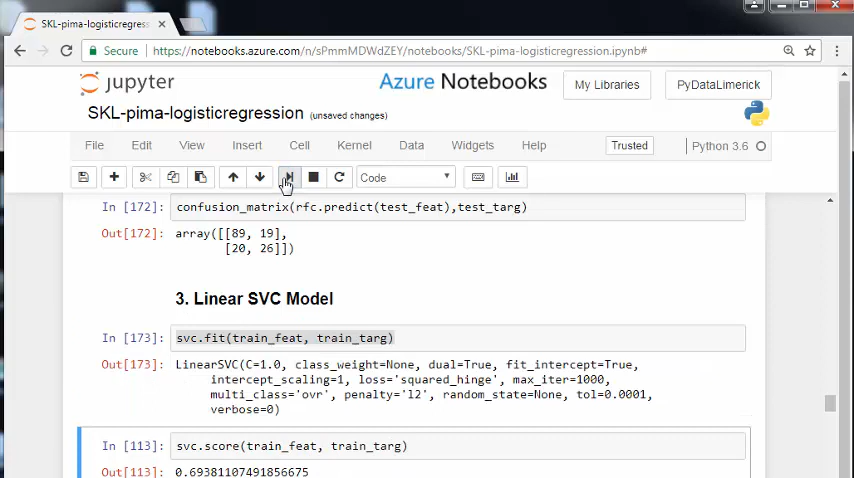 SKL-pima-logisticregress
Secure https://notebooks.azure.com/n/sPmmMDWdZEY/notebooks/SKL-pima-logisticregression.ipynb#
jupyter Azure Notebooks My Libraries PyDataLimerick
SKL-pima-logisticregression (unsaved changes)
File Edit View Insert Cell Kernel Data Widgets Help Trusted Python 3.6
Code
In [172]: confusion_matrix(rfc.predict(test_feat),test_targ)
Out[172]: array([[89, 19],
[20, 26]])
3. Linear SVC Model
In [173]: svc.fit(train_feat, train_targ)
Out[173]: LinearSVC(C=1.0, class_weight=None, dual=True, fit_intercept=True,
intercept_scaling=1, loss='squared_hinge', max_iter=1000,
multi_class='ovr', penalty='l2', random_state=None, tol=0.0001,
verbose=0)
In [113]: svc.score(train_feat, train_targ)
Out[113]: 0.69381107491856675